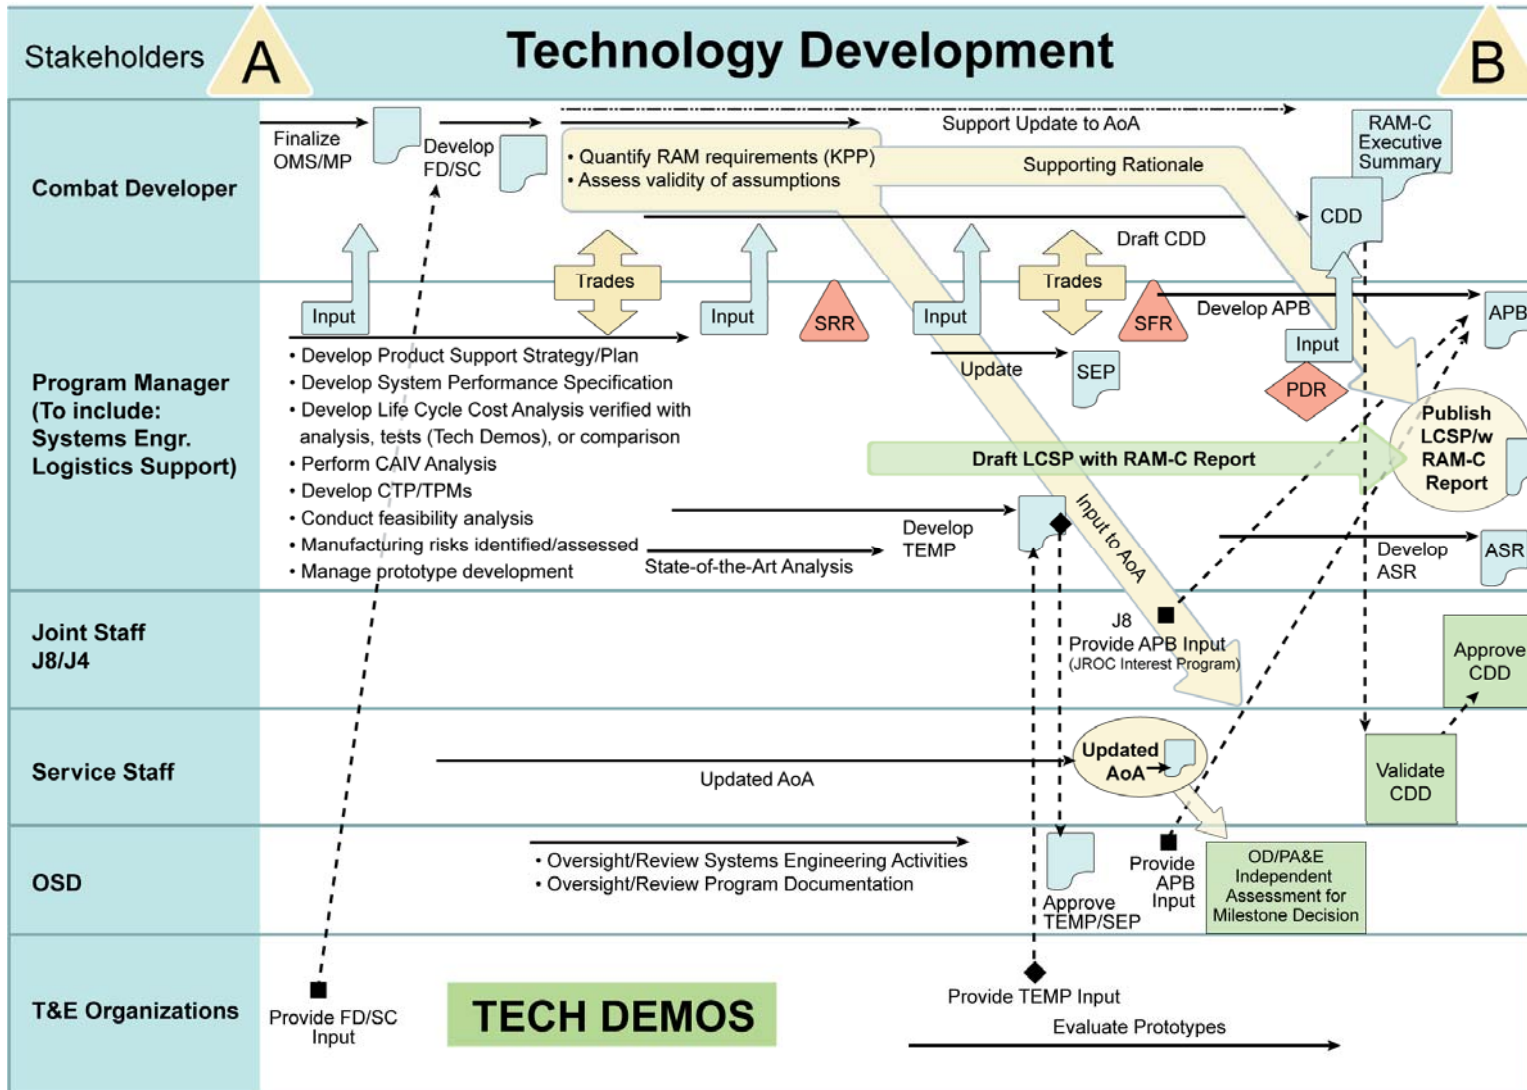 Stakeholders
A
Technology Development
B
Combat Developer
Finalize
OMS/MP
Develop
FD/SC
Support Update to AoA
• Quantify RAM requirements (KPP)
• Assess validity of assumptions
Supporting Rationale
RAM-C
Executive
Summary
CDD
Draft CDD
Program Manager
(To include:
Systems Engr.
Logistics Support)
Input
Trades
Input
SRR
Input
Trades
SFR
Develop APB
Input
APB
PDR
• Develop Product Support Strategy/Plan
• Develop System Performance Specification
• Develop Life Cycle Cost Analysis verified with
analysis, tests (Tech Demos), or comparison
• Perform CAIV Analysis
• Develop CTP/TPMs
• Conduct feasibility analysis
• Manufacturing risks identified/assessed
• Manage prototype development
Update
SEP
Draft LCSP with RAM-C Report
Publish
LCSP/w
RAM-C
Report
Develop
TEMP
State-of-the-Art Analysis
Input to AoA
Develop
ASR
ASR
Joint Staff
J8/J4
J8
Provide APB Input
(JROC Interest Program)
Approve
CDD
Service Staff
Updated AoA
Updated
AoA
Validate
CDD
OSD
• Oversight/Review Systems Engineering Activities
• Oversight/Review Program Documentation
Approve
TEMP/SEP
Provide
APB
Input
OD/PA&E
Independent
Assessment for
Milestone Decision
T&E Organizations
Provide FD/SC
Input
TECH DEMOS
Provide TEMP Input
Evaluate Prototypes